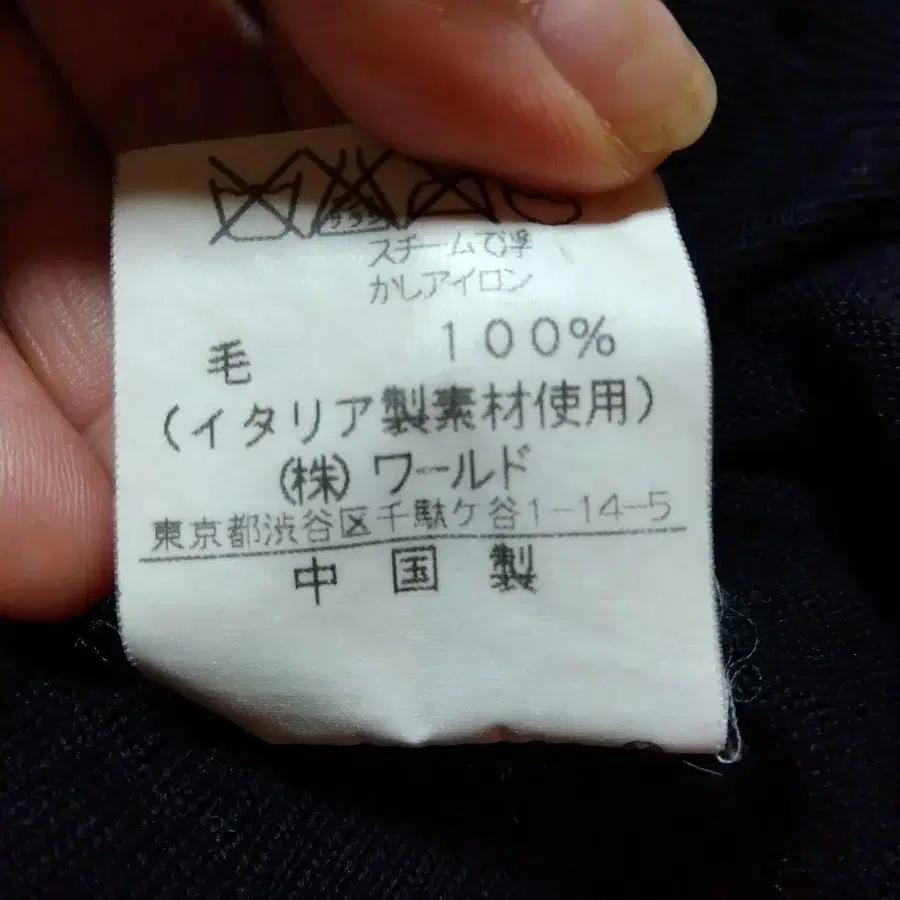 スチームで浮
かしアイロン
毛 100%
(イタリア製素材使用)
(株)ワールド
東京都渋谷区千駄ケ谷1-14-5
中国製